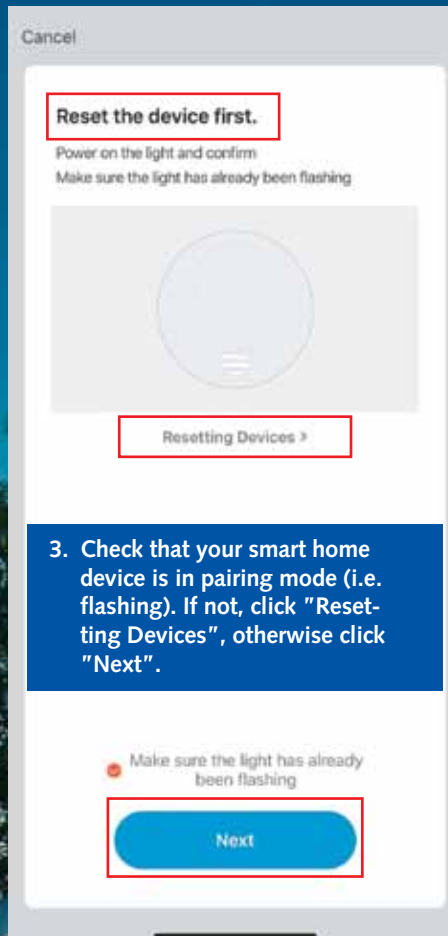 Cancel
Reset the device first.
Power on the light and confirm
Make sure the light has already been flashing
Resetting Devices >
3. Check that your smart home
device is in pairing mode (i.e.
flashing). If not, click "Reset-
ting Devices", otherwise click
"Next".
Make sure the light has already
been flashing
Next